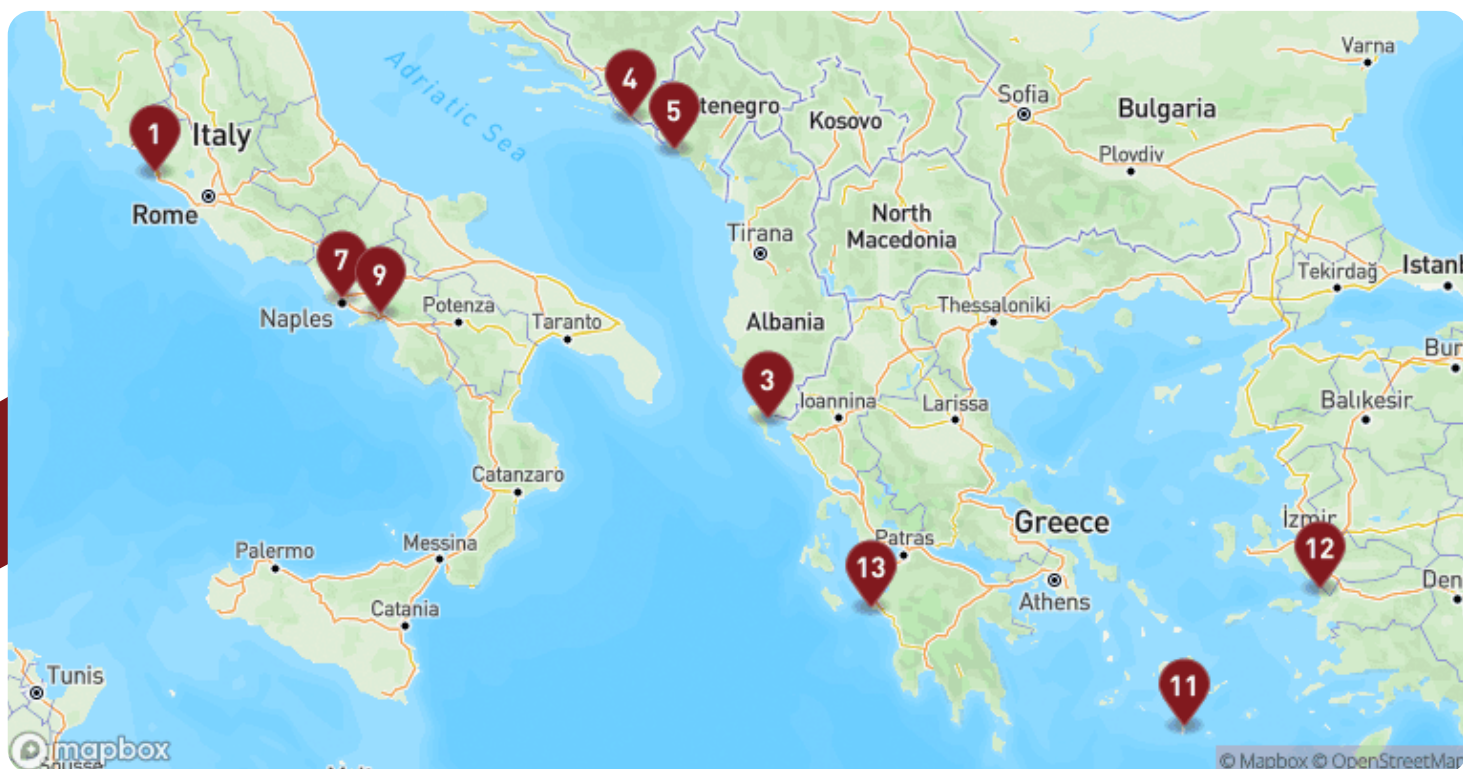 Varna
Adriatic Sea
4
Sofia
5
tenegro
Bulgaria
1
Italy
Kosovo
Plovdiv
Rome
North
Macedonia
Tirana
7
9
Tekirdağ
Istanb
Naples
Potenza
Taranto
Thessaloniki
Albania
Bur
3
Ioannina
Larissa
Balıkesir
Catanzaro
İzmir
Greece
Patras
12
Messina
Palermo
13
Athens
Den
Catania
Tunis
11
mapbox
Sousse
© Mapbox © OpenStreetMap